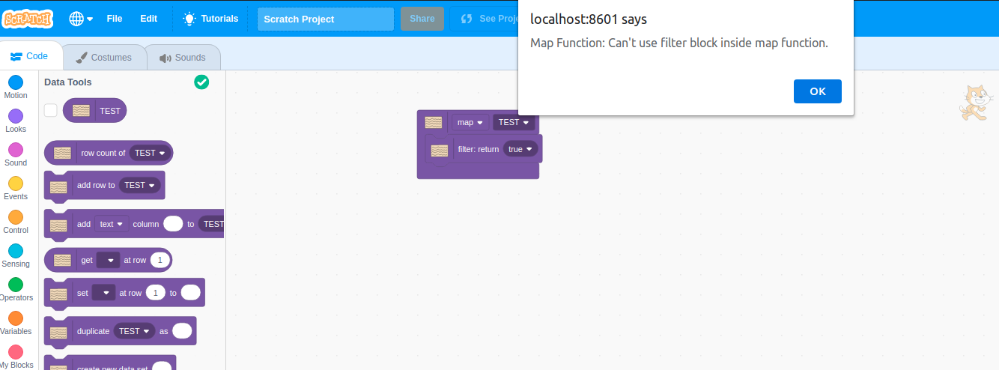 SCRATCH
File
Edit
Tutorials
Scratch Project
Share
See Proje
localhost:8601 says
Map Function: Can't use filter block inside map function.
OK
Code
Costumes
Sounds
Motion
Looks
Sound
Events
Control
Sensing
Operators
Variables
My Blocks
Data Tools
TEST
row count of TEST
add row to TEST
add text column to TEST
get at row 1
set at row 1 to
duplicate TEST as
create new data set
map TEST
filter: return true